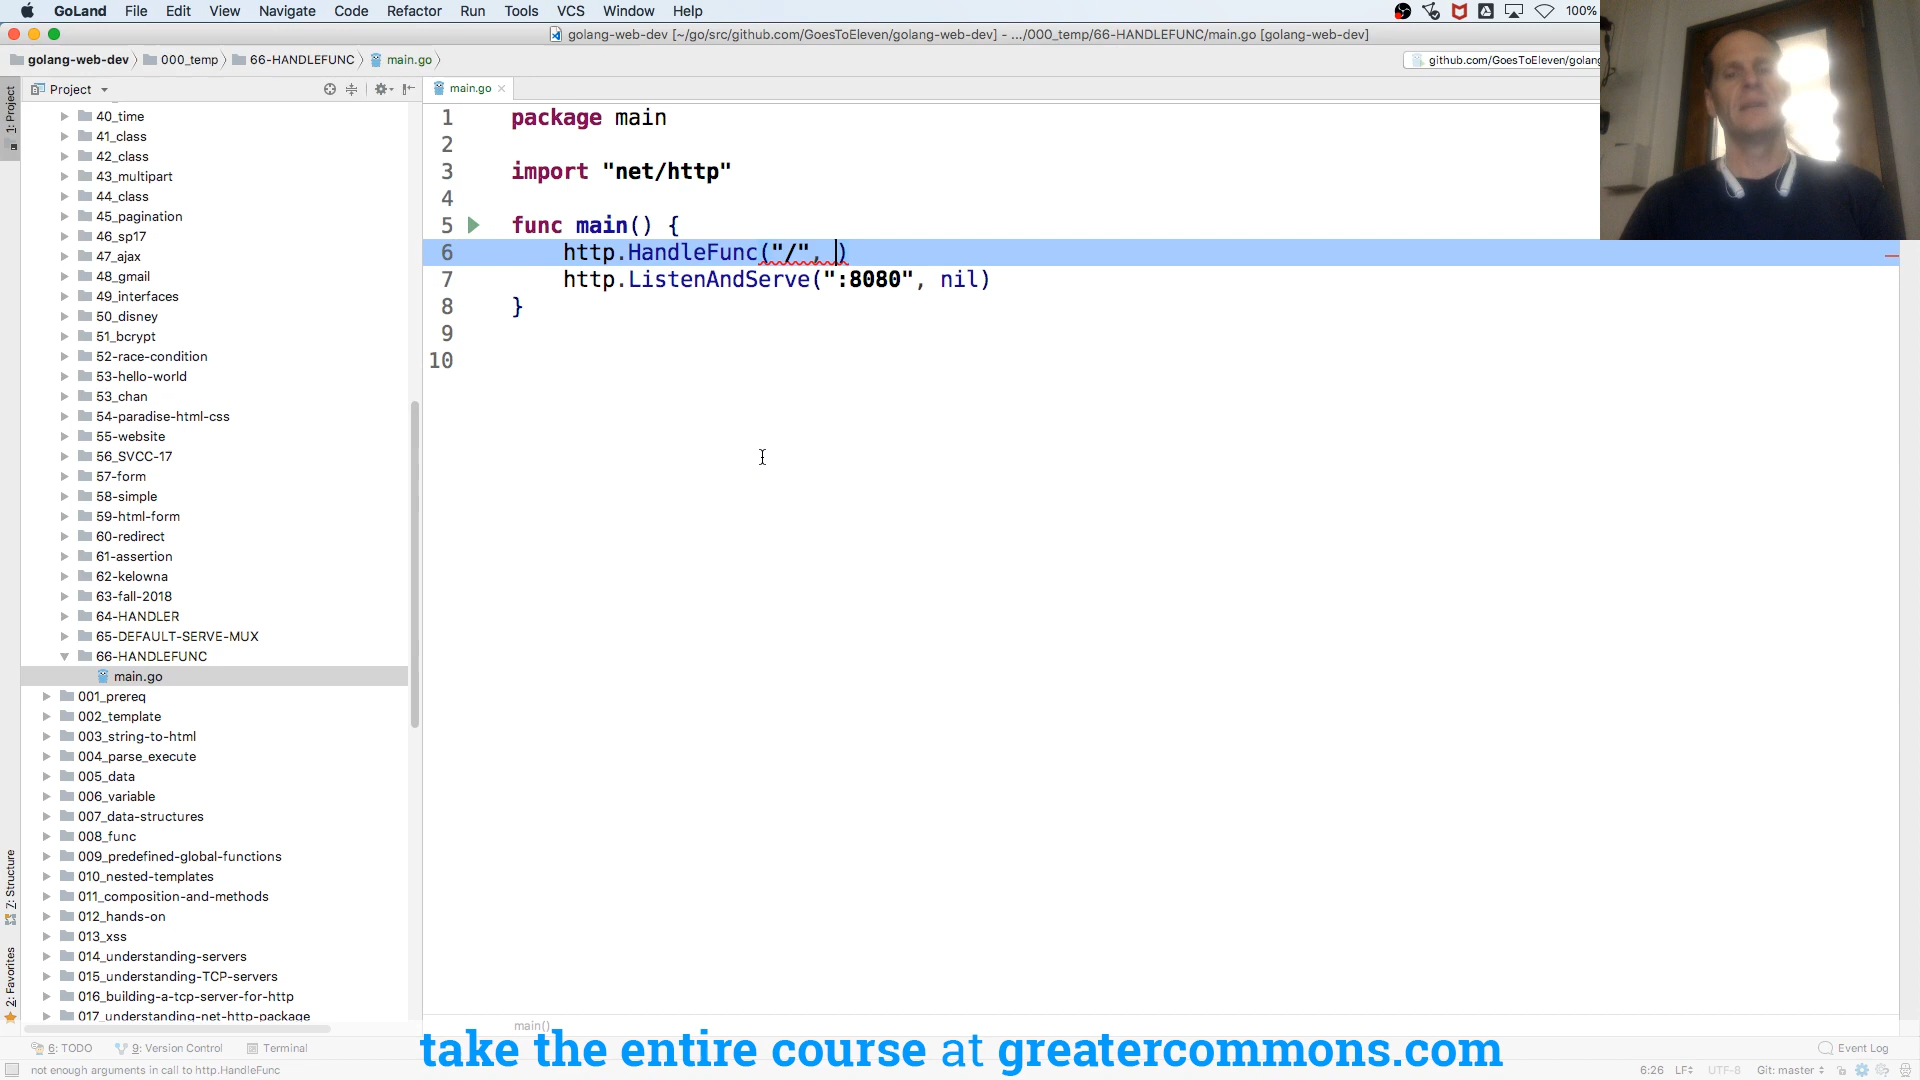 GoLand File Edit View Navigate Code Refactor Run Tools VCS Window Help 100%
golang-web-dev [~/go/src/github.com/GoesToEleven/golang-web-dev] - .../000_temp/66-HANDLEFUNC/main.go [golang-web-dev]
golang-web-dev 000_temp 66-HANDLEFUNC main.go github.com/GoesToEleven/golang
Project main.go
1: Project
40_time
41_class
42_class
43_multipart
44_class
45_pagination
46_sp17
47_ajax
48_gmail
49_interfaces
50_disney
51_bcrypt
52-race-condition
53-hello-world
53_chan
54-paradise-html-css
55-website
56_SVCC-17
57-form
58-simple
59-html-form
60-redirect
61-assertion
62-kelowna
63-fall-2018
64-HANDLER
65-DEFAULT-SERVE-MUX
66-HANDLEFUNC
main.go
001_prereq
002_template
003_string-to-html
004_parse_execute
005_data
006_variable
007_data-structures
008_func
009_predefined-global-functions
010_nested-templates
011_composition-and-methods
012_hands-on
013_xss
014_understanding-servers
015_understanding-TCP-servers
016_building-a-tcp-server-for-http
017_understanding-net-http-package
7: Structure
2: Favorites
1 package main
2
3 import "net/http"
4
5 func main() {
6 http.HandleFunc("/", )
7 http.ListenAndServe(":8080", nil)
8 }
9
10
main()
take the entire course at greatercommons.com
6: TODO 9: Version Control Terminal Event Log
not enough arguments in call to http.HandleFunc 6:26 LF UTF-8 Git: master